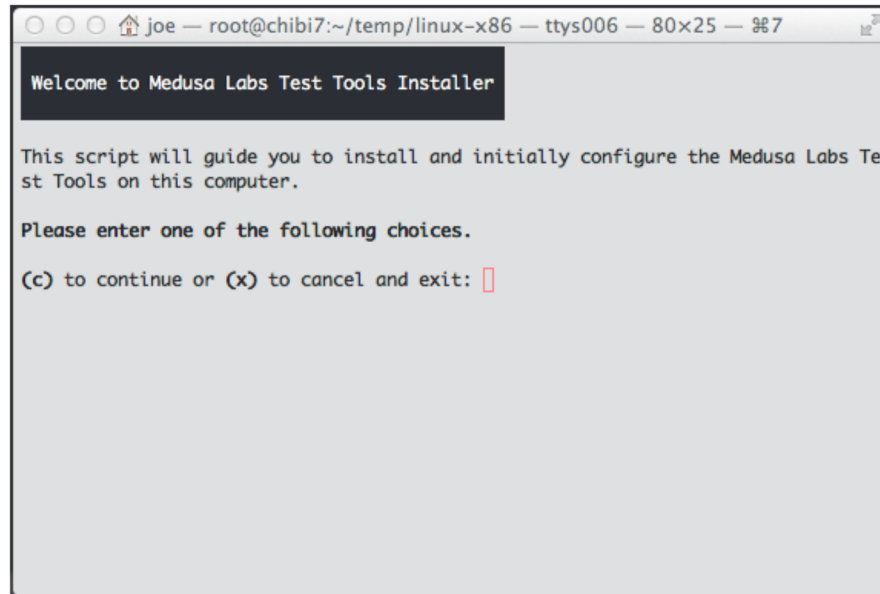 joe — root@chibi7:~/temp/linux-x86 — ttys006 — 80×25 — ⌘7
Welcome to Medusa Labs Test Tools Installer
This script will guide you to install and initially configure the Medusa Labs Te
st Tools on this computer.
Please enter one of the following choices.
(c) to continue or (x) to cancel and exit: